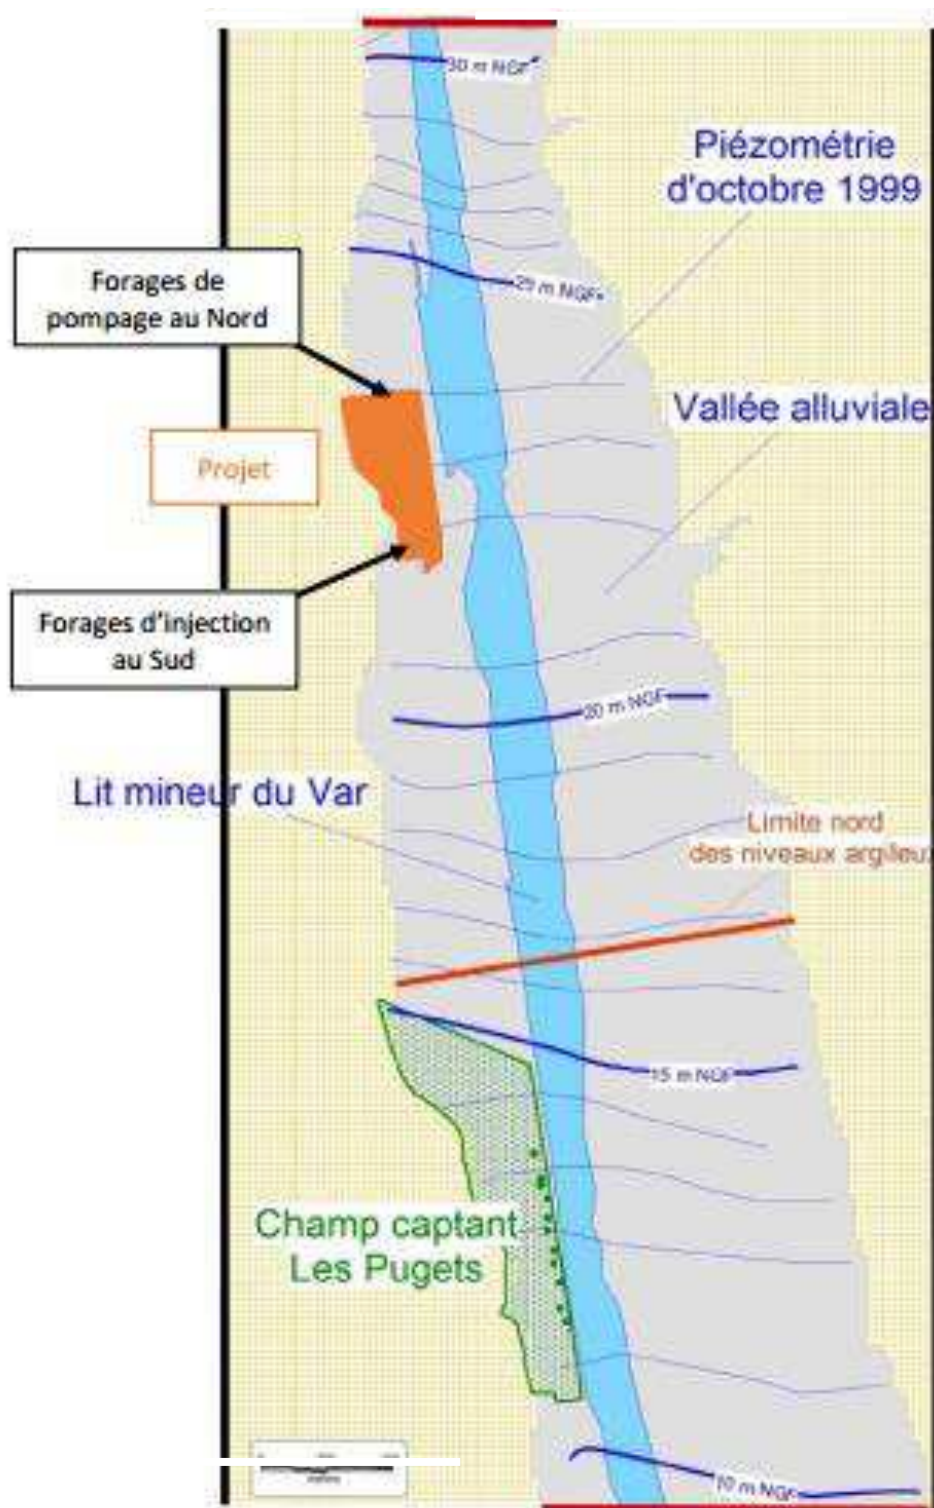 30 m NGF
Piézométrie
d'octobre 1999
Forages de
pompage au Nord
25 m NGF
Vallée alluviale
Projet
Forages d'injection
au Sud
20 m NGF
Lit mineur du Var
Limite nord
des niveaux argileux
15 m NGF
Champ captant
Les Pugets
10 m NGF